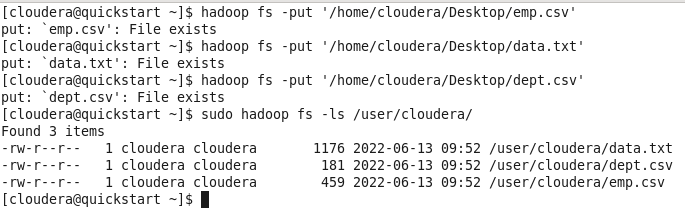 [cloudera@quickstart ~]$ hadoop fs -put '/home/cloudera/Desktop/emp.csv'
put: `emp.csv': File exists
[cloudera@quickstart ~]$ hadoop fs -put '/home/cloudera/Desktop/data.txt'
put: `data.txt': File exists
[cloudera@quickstart ~]$ hadoop fs -put '/home/cloudera/Desktop/dept.csv'
put: `dept.csv': File exists
[cloudera@quickstart ~]$ sudo hadoop fs -ls /user/cloudera/
Found 3 items
-rw-r--r--   1 cloudera cloudera       1176 2022-06-13 09:52 /user/cloudera/data.txt
-rw-r--r--   1 cloudera cloudera        181 2022-06-13 09:52 /user/cloudera/dept.csv
-rw-r--r--   1 cloudera cloudera        459 2022-06-13 09:52 /user/cloudera/emp.csv
[cloudera@quickstart ~]$